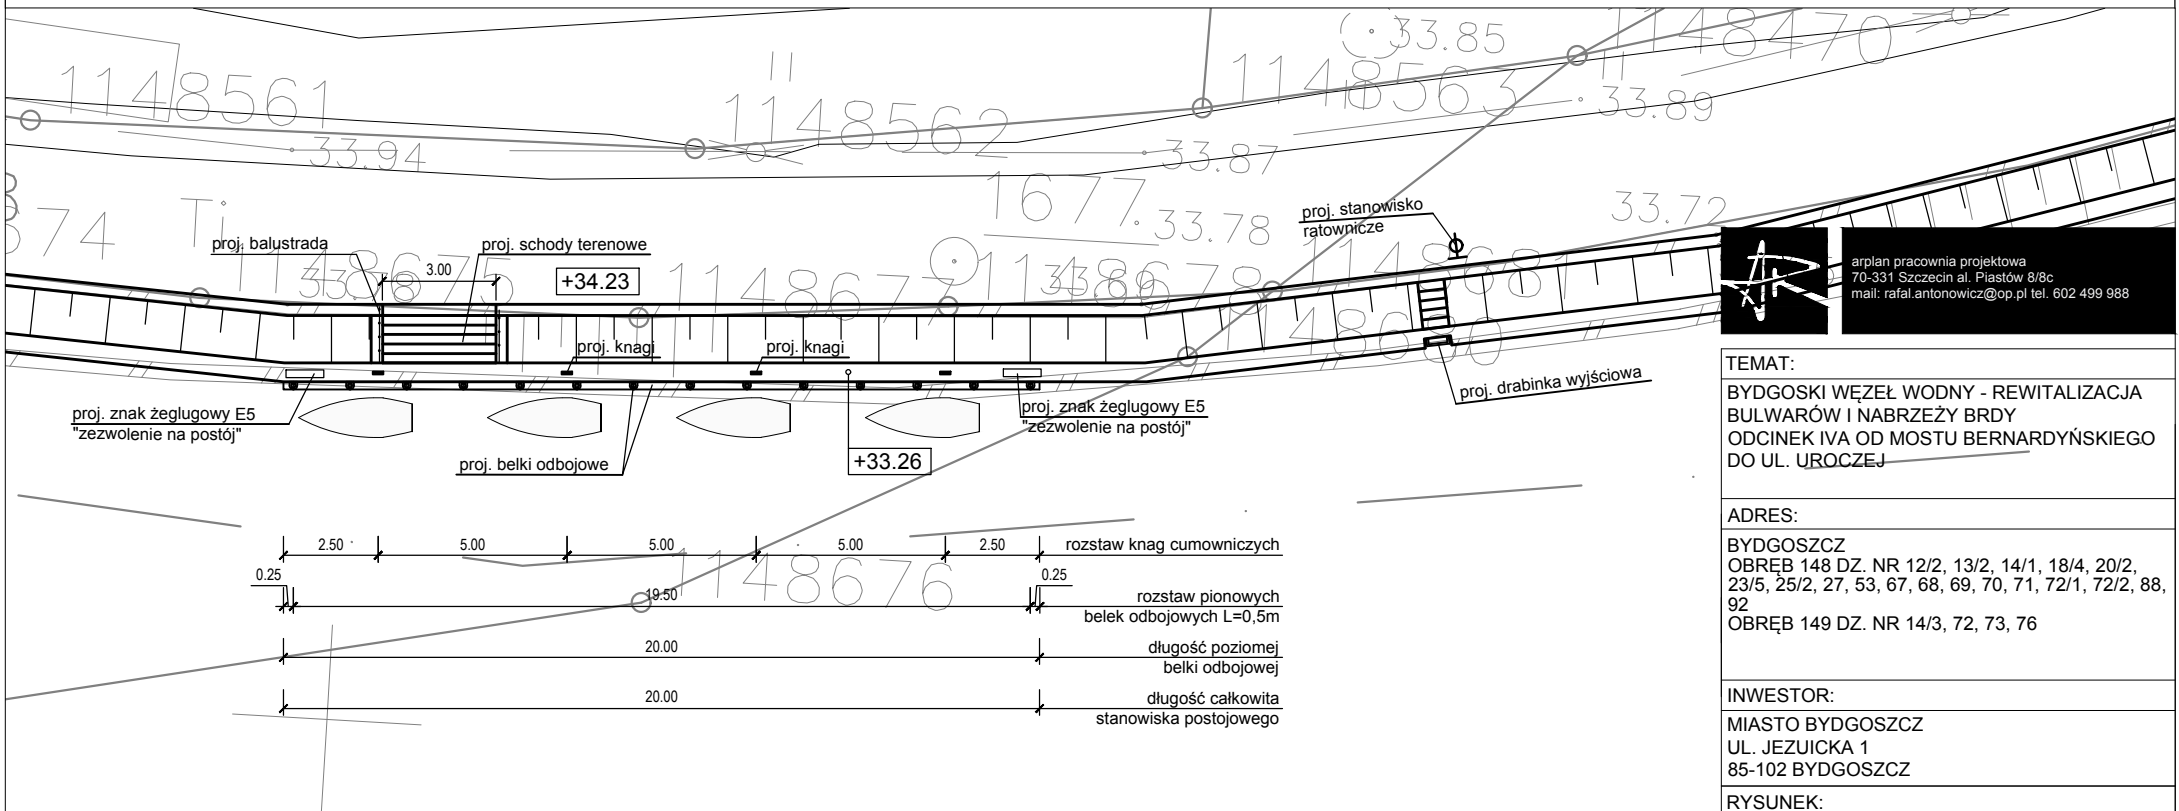 33.85
1148470
1148561
1148562
1148563
33.89
33.94
33.87
1677
33.78
33.72
374
Ti
proj. stanowisko
ratownicze
proj. balustrada
proj. schody terenowe
3.00
+34.23
1148675
1148677
1148678
33.69
1148681
1148680
proj. knagi
proj. knagi
proj. znak żeglugowy E5
"zezwolenie na postój"
proj. znak żeglugowy E5
"zezwolenie na postój"
proj. drabinka wyjściowa
proj. belki odbojowe
+33.26
2.50
5.00
5.00
5.00
2.50
rozstaw knag cumowniczych
1148676
0.25
19.50
0.25
rozstaw pionowych
belek odbojowych L=0,5m
20.00
długość poziomej
belki odbojowej
20.00
długość całkowita
stanowiska postojowego
arplan pracownia projektowa
70-331 Szczecin al. Piastów 8/8c
mail: rafal.antonowicz@op.pl tel. 602 499 988
TEMAT:
BYDGOSKI WĘZEŁ WODNY - REWITALIZACJA
BULWARÓW I NABRZEŻY BRDY
ODCINEK IVA OD MOSTU BERNARDYŃSKIEGO
DO UL. UROCZEJ
ADRES:
BYDGOSZCZ
OBRĘB 148 DZ. NR 12/2, 13/2, 14/1, 18/4, 20/2,
23/5, 25/2, 27, 53, 67, 68, 69, 70, 71, 72/1, 72/2, 88,
92
OBRĘB 149 DZ. NR 14/3, 72, 73, 76
INWESTOR:
MIASTO BYDGOSZCZ
UL. JEZUICKA 1
85-102 BYDGOSZCZ
RYSUNEK: